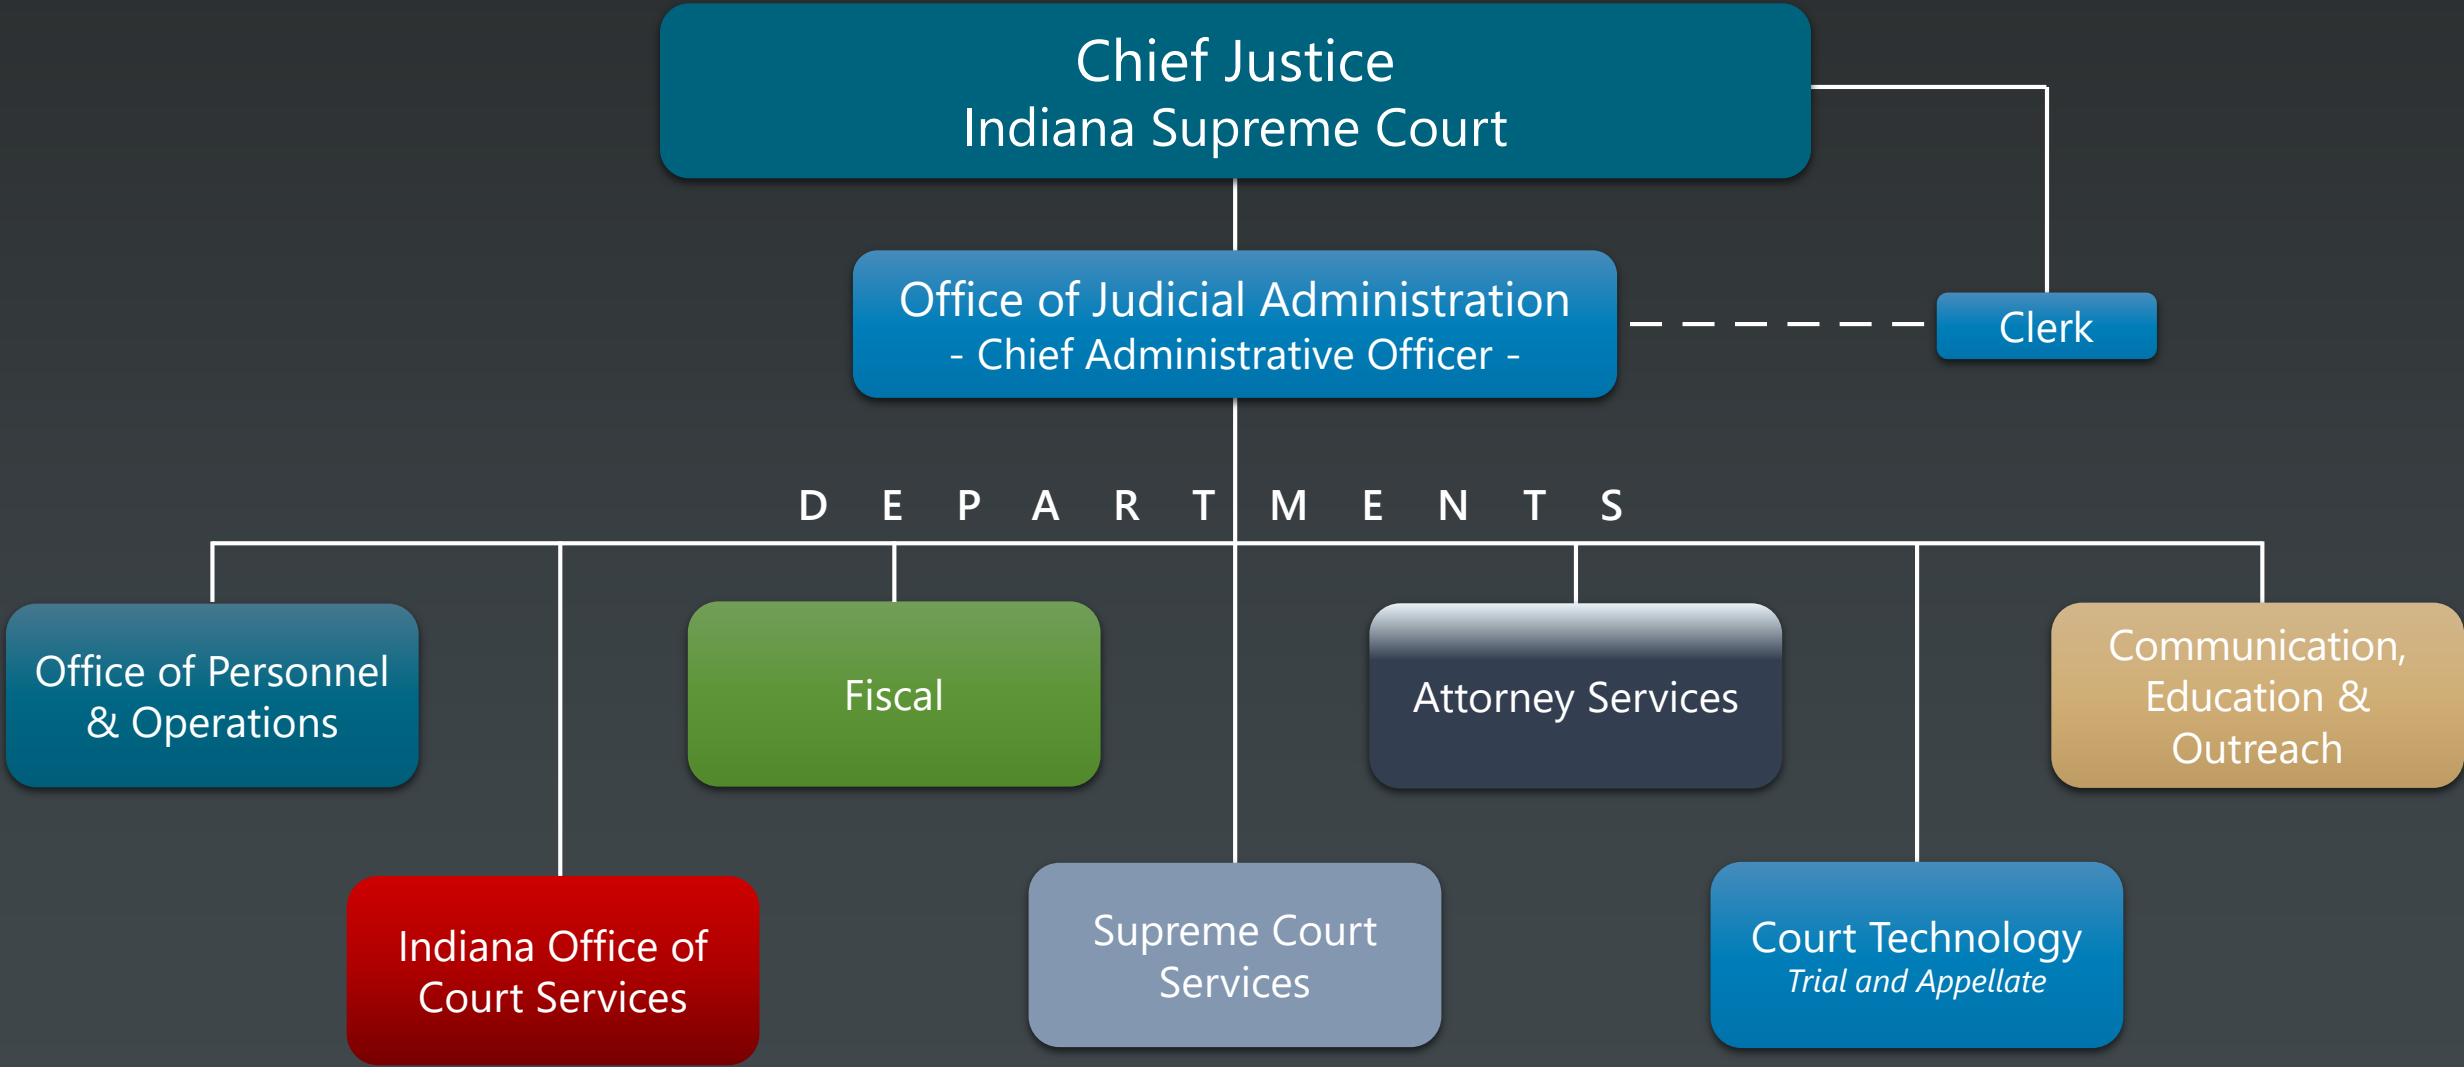 Chief Justice
Indiana Supreme Court
Office of Judicial Administration
- Chief Administrative Officer -
Clerk
D E P A R T M E N T S
Office of Personnel
& Operations
Fiscal
Attorney Services
Communication,
Education &
Outreach
Indiana Office of
Court Services
Supreme Court
Services
Court Technology
Trial and Appellate